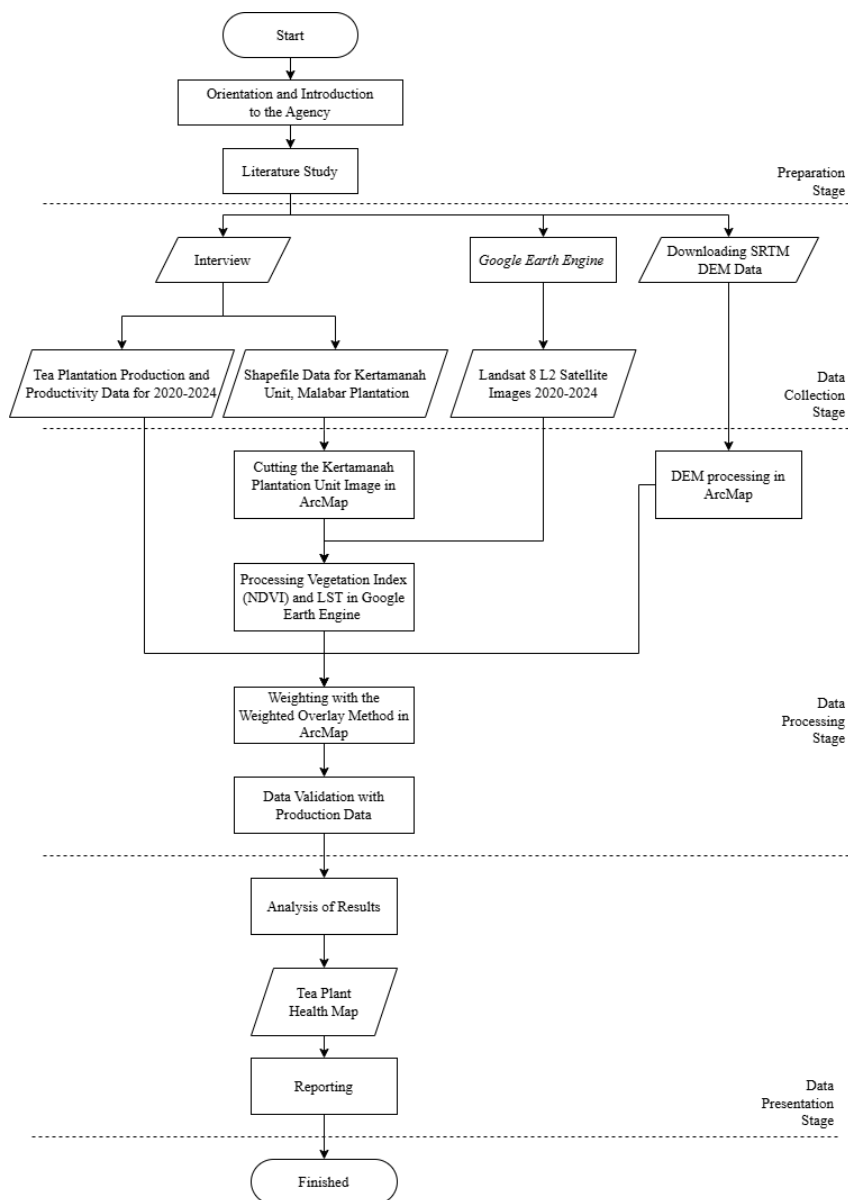 Start
Orientation and Introduction
to the Agency
Literature Study
Preparation
Stage
Interview
Google Earth Engine
Downloading SRTM
DEM Data
Tea Plantation Production and
Productivity Data for 2020-2024
Shapefile Data for Kertamanah
Unit, Malabar Plantation
Landsat 8 L2 Satellite
Images 2020-2024
Data
Collection
Stage
Cutting the Kertamanah
Plantation Unit Image in
ArcMap
DEM processing in
ArcMap
Processing Vegetation Index
(NDVI) and LST in Google
Earth Engine
Weighting with the
Weighted Overlay Method in
ArcMap
Data
Processing
Stage
Data Validation with
Production Data
Analysis of Results
Tea Plant
Health Map
Reporting
Data
Presentation
Stage
Finished